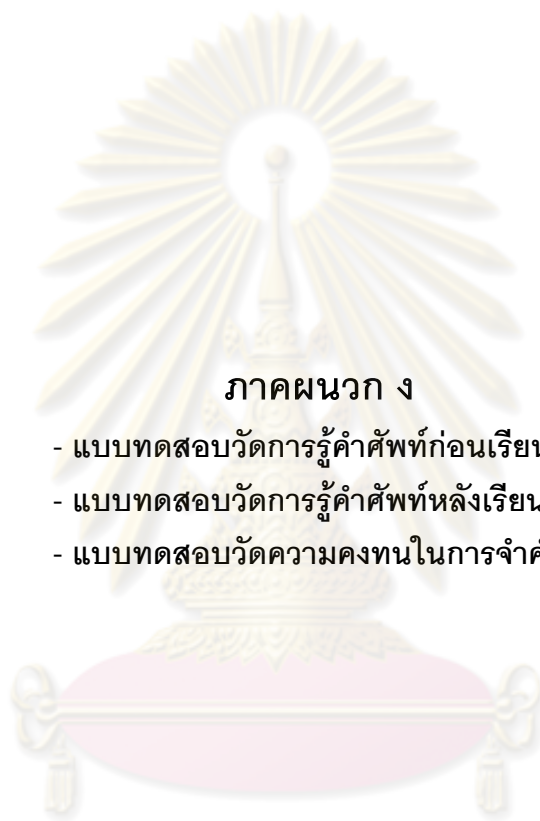 ภาคผนวก ง
- แบบทดสอบวัดการรู้คำศัพท์ก่อนเรียน
- แบบทดสอบวัดการรู้คำศัพท์หลังเรียน
- แบบทดสอบวัดความคงทนในการจำ